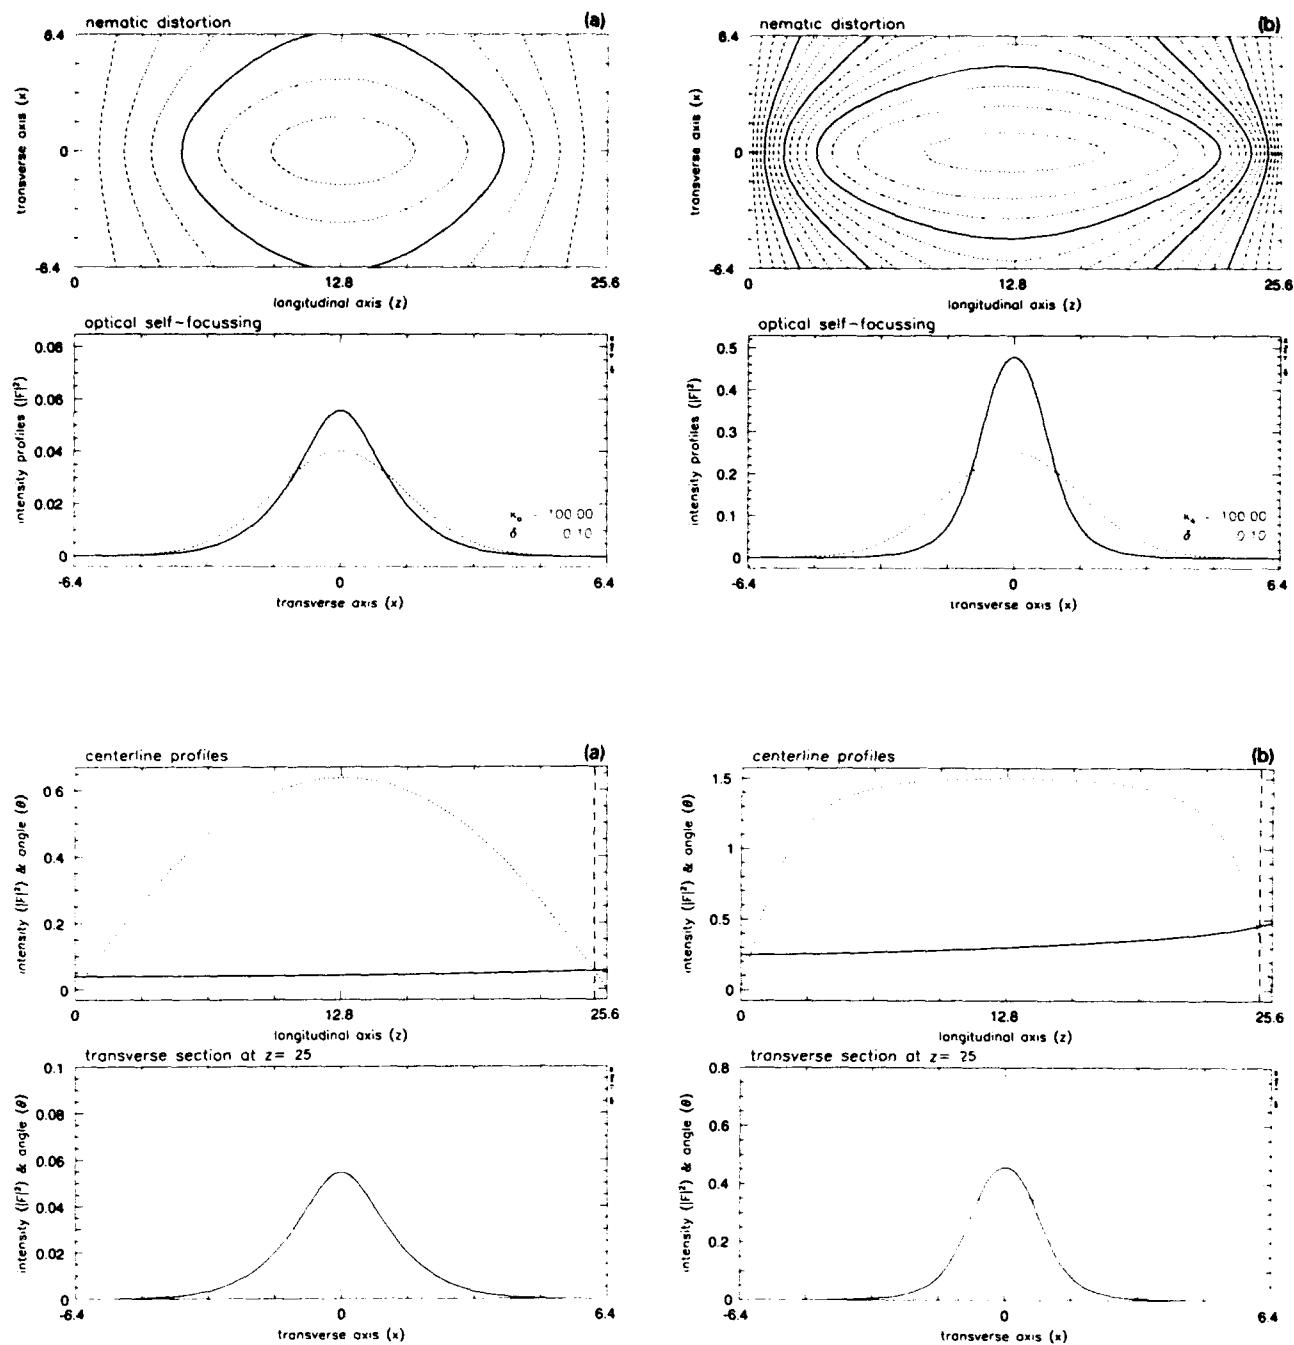 nematic distortion (a)
6.4
0
-6.4
transverse axis (x)
0 12.8 25.6
longitudinal axis (z)
optical self-focussing
0.08
0.06
0.04
0.02
0
intensity profiles (|F|²)
100.00
δ 0.10
-6.4 0 6.4
transverse axis (x)
nematic distortion (b)
6.4
0
-6.4
transverse axis (x)
0 12.8 25.6
longitudinal axis (z)
optical self-focussing
0.5
0.4
0.3
0.2
0.1
0
intensity profiles (|F|²)
100.00
δ 0.10
-6.4 0 6.4
transverse axis (x)
centerline profiles (a)
0.6
0.4
0.2
0
intensity (|F|²) & angle (θ)
0 12.8 25.6
longitudinal axis (z)
transverse section at z= 25
0.1
0.08
0.06
0.04
0.02
0
intensity (|F|²) & angle (θ)
-6.4 0 6.4
transverse axis (x)
centerline profiles (b)
1.5
1
0.5
0
intensity (|F|²) & angle (θ)
0 12.8 25.6
longitudinal axis (z)
transverse section at z= 25
0.8
0.6
0.4
0.2
0
intensity (|F|²) & angle (θ)
-6.4 0 6.4
transverse axis (x)